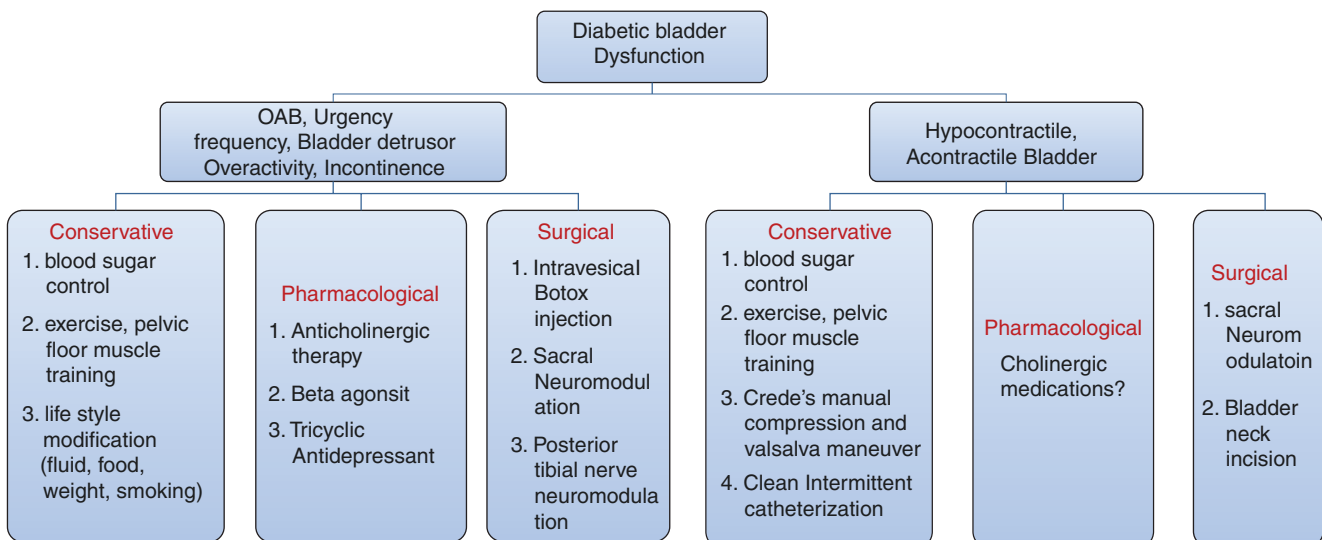 Diabetic bladder
Dysfunction
OAB, Urgency
frequency, Bladder detrusor
Overactivity, Incontinence
Hypocontractile,
Acontractile Bladder
Conservative
1. blood sugar
control
2. exercise, pelvic
floor muscle
training
3. life style
modification
(fluid, food,
weight, smoking)
Pharmacological
1. Anticholinergic
therapy
2. Beta agonsit
3. Tricyclic
Antidepressant
Surgical
1. Intravesical
Botox
injection
2. Sacral
Neuromodul
ation
3. Posterior
tibial nerve
neuromodula
tion
Conservative
1. blood sugar
control
2. exercise, pelvic
floor muscle
training
3. Crede's manual
compression and
valsalva maneuver
4. Clean Intermittent
catheterization
Pharmacological
Cholinergic
medications?
Surgical
1. sacral
Neurom
odulatoin
2. Bladder
neck
incision